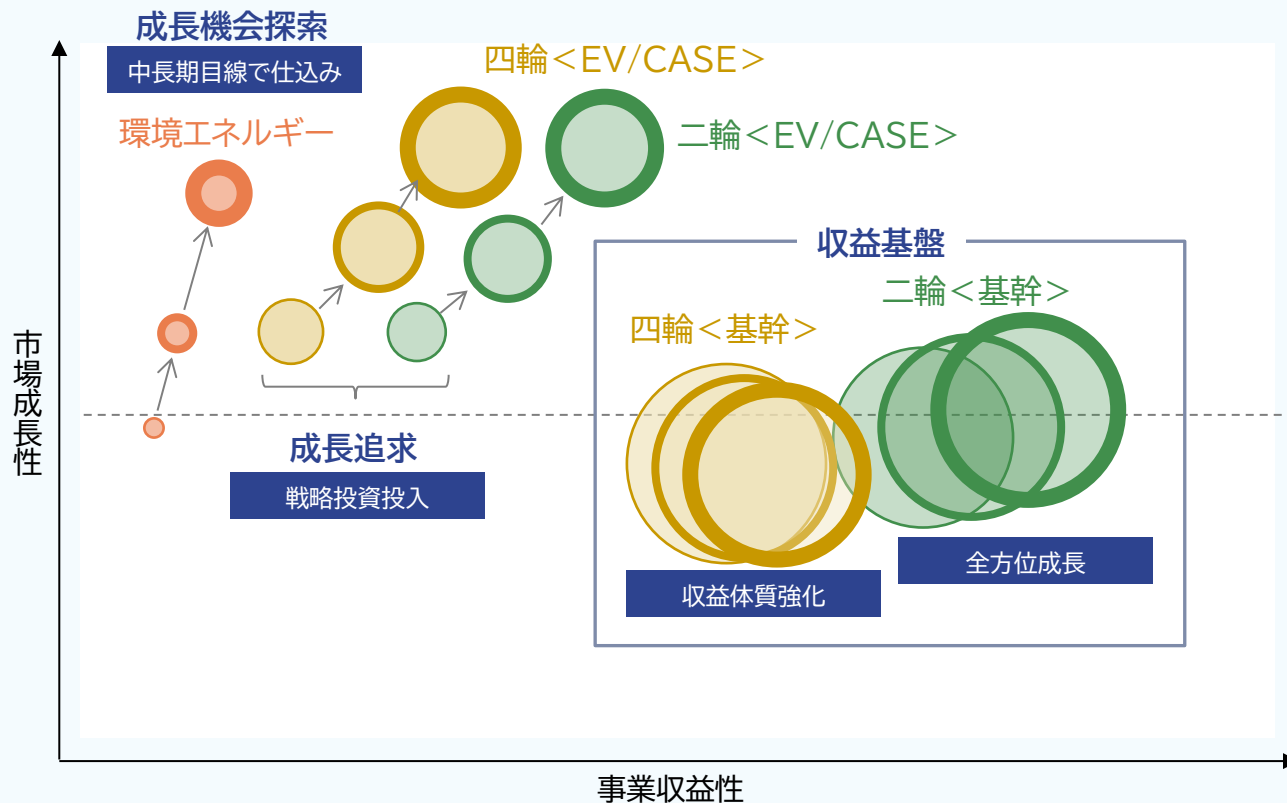 成長機会探索
中長期目線で仕込み
四輪<EV/CASE>
環境エネルギー
二輪<EV/CASE>
収益基盤
二輪<基幹>
四輪<基幹>
市場成長性
成長追求
戦略投資投入
全方位成長
収益体質強化
事業収益性